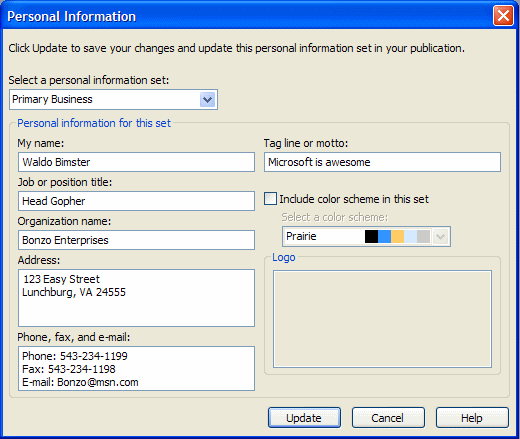 Personal Information
Click Update to save your changes and update this personal information set in your publication.
Select a personal information set:
Primary Business
Personal information for this set
My name:
Waldo Bimster
Job or position title:
Head Gopher
Organization name:
Bonzo Enterprises
Address:
123 Easy Street
Lunchburg, VA 24555
Phone, fax, and e-mail:
Phone: 543-234-1199
Fax: 543-234-1198
E-mail: Bonzo@msn.com
Tag line or motto:
Microsoft is awesome
Include color scheme in this set
Select a color scheme:
Prairie
Logo
Update
Cancel
Help